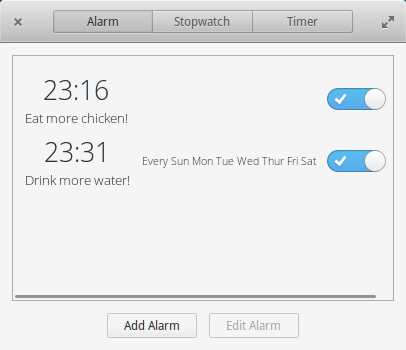 Alarm Stopwatch Timer
23:16
Eat more chicken!
23:31 Every Sun Mon Tue Wed Thur Fri Sat
Drink more water!
Add Alarm Edit Alarm